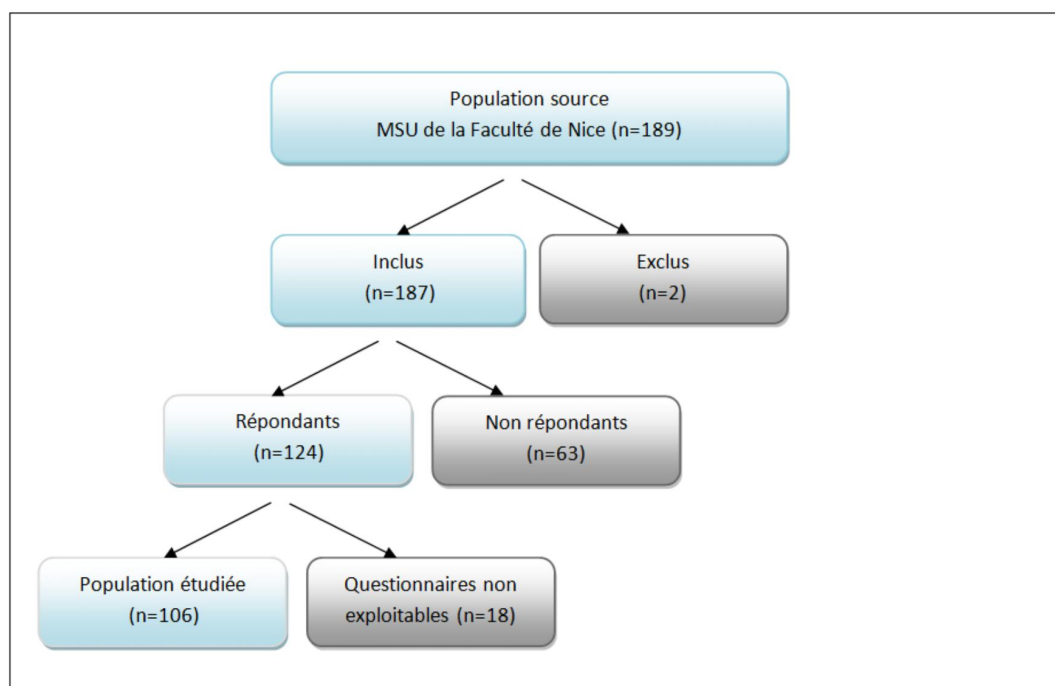 Population source
MSU de la Faculté de Nice (n=189)
Inclus
(n=187)
Exclus
(n=2)
Répondants
(n=124)
Non répondants
(n=63)
Population étudiée
(n=106)
Questionnaires non
exploitables (n=18)